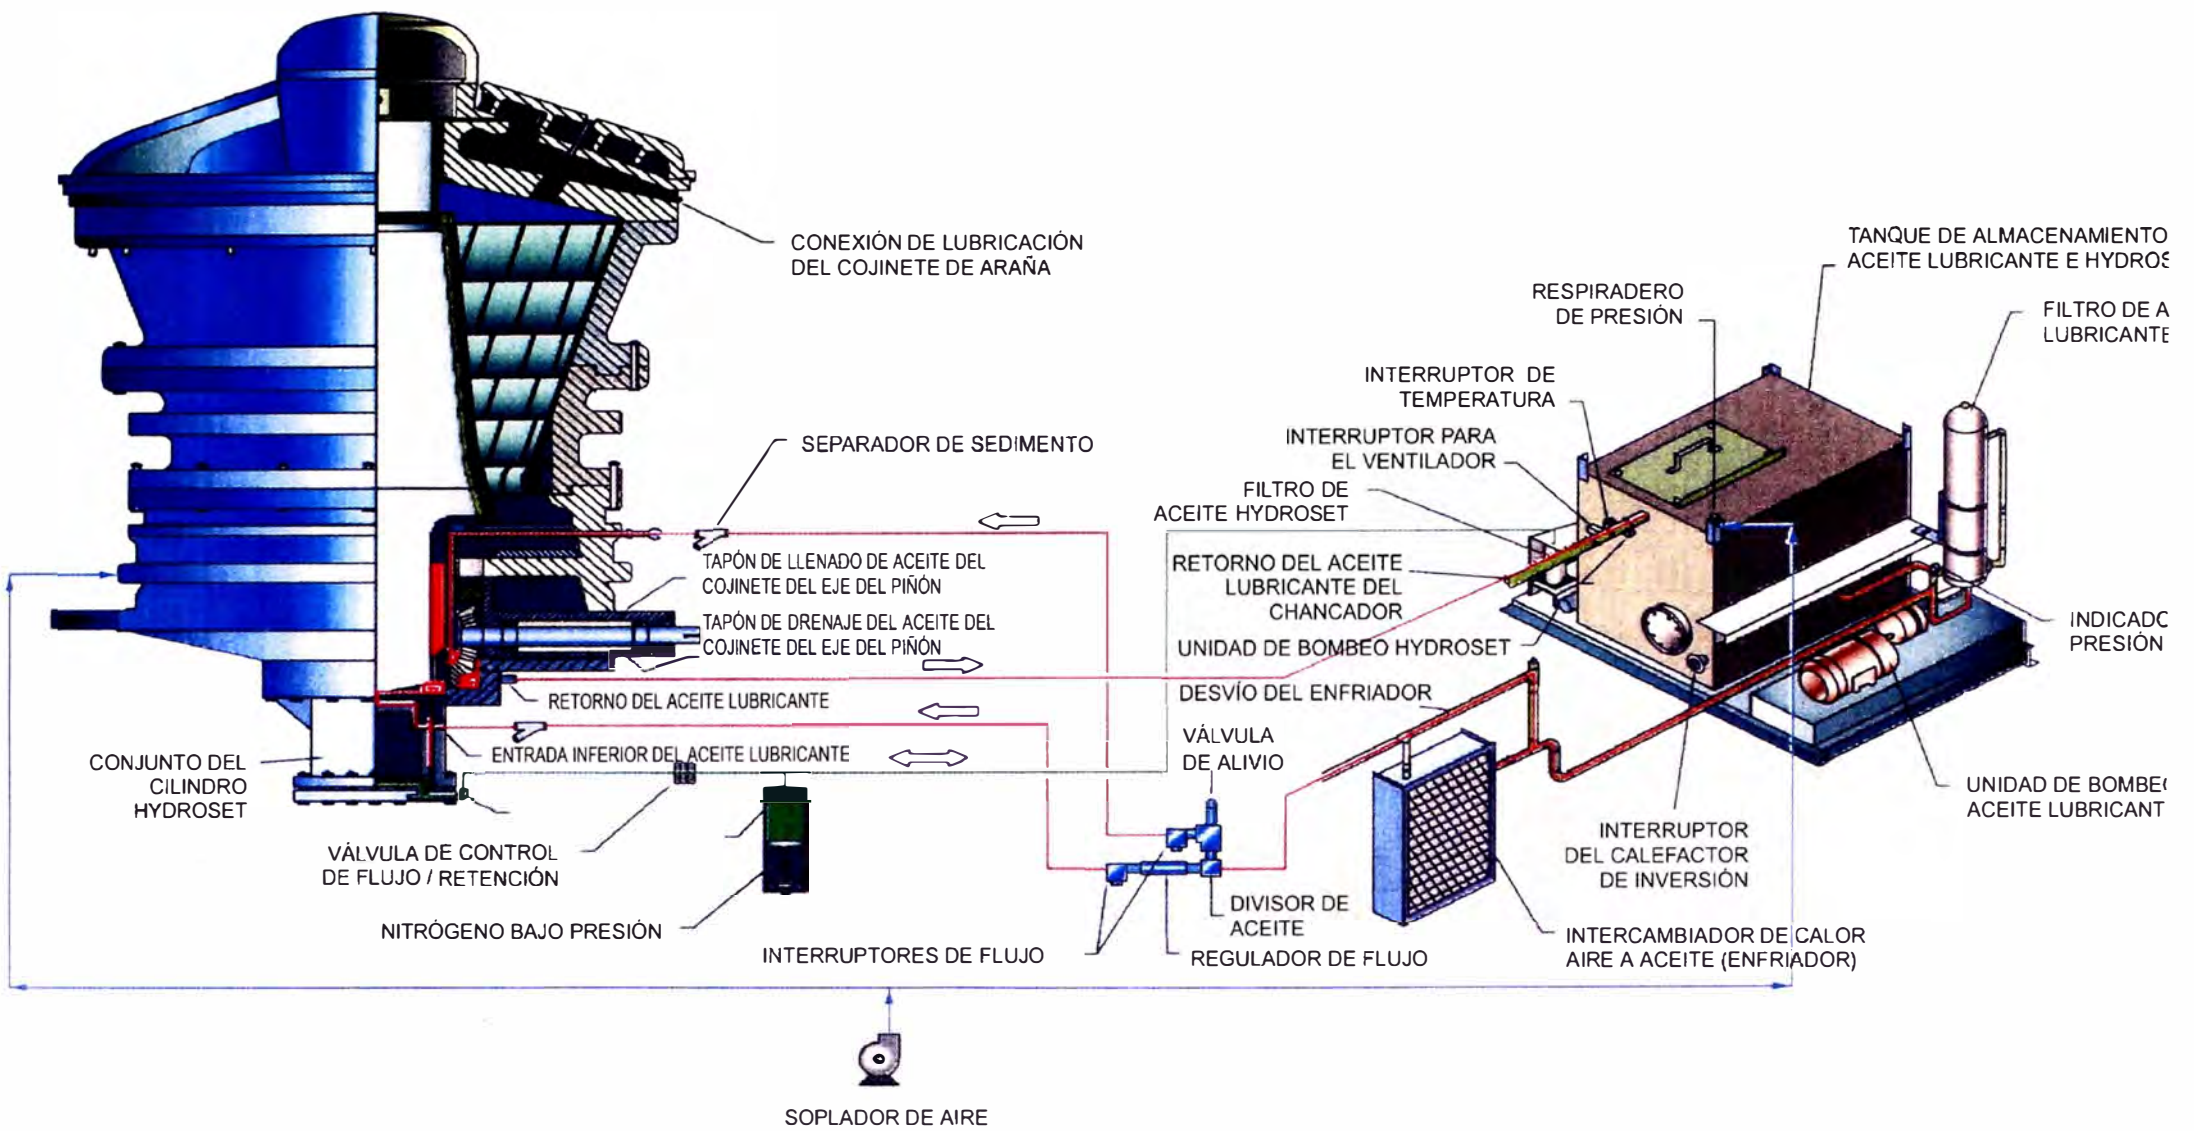 CONEXIÓN DE LUBRICACIÓN
DEL COJINETE DE ARAÑA
TANQUE DE ALMACENAMIENTO
ACEITE LUBRICANTE E HYDROS
RESPIRADERO
DE PRESIÓN
FILTRO DE A
LUBRICANTE
INTERRUPTOR DE
TEMPERATURA
INTERRUPTOR PARA
EL VENTILADOR
SEPARADOR DE SEDIMENTO
FILTRO DE
ACEITE HYDROSET
TAPÓN DE LLENADO DE ACEITE DEL
COJINETE DEL EJE DEL PIÑÓN
RETORNO DEL ACEITE
LUBRICANTE DEL
CHANCADOR
TAPÓN DE DRENAJE DEL ACEITE DEL
COJINETE DEL EJE DEL PIÑÓN
INDICADO
PRESIÓN
UNIDAD DE BOMBEO HYDROSET
RETORNO DEL ACEITE LUBRICANTE
DESVÍO DEL ENFRIADOR
ENTRADA INFERIOR DEL ACEITE LUBRICANTE
VÁLVULA
DE ALIVIO
CONJUNTO DEL
CILINDRO
HYDROSET
UNIDAD DE BOMBEO
ACEITE LUBRICANT
VÁLVULA DE CONTROL
DE FLUJO / RETENCIÓN
INTERRUPTOR
DEL CALEFACTOR
DE INVERSIÓN
NITRÓGENO BAJO PRESIÓN
DIVISOR DE
ACEITE
INTERRUPTORES DE FLUJO
REGULADOR DE FLUJO
INTERCAMBIADOR DE CALOR
AIRE A ACEITE (ENFRIADOR)
SOPLADOR DE AIRE